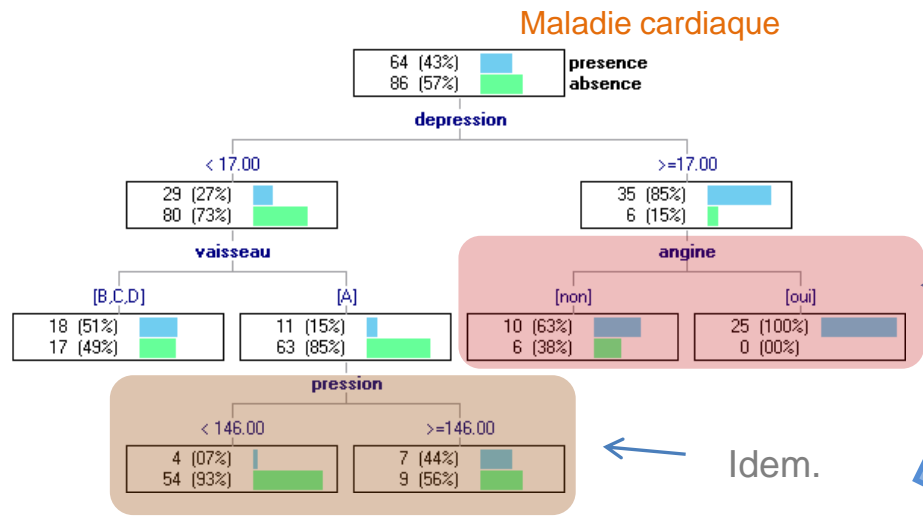 Maladie cardiaque
64 (43%) presence
86 (57%) absence
depression
< 17.00 >=17.00
29 (27%) 35 (85%)
80 (73%) 6 (15%)
vaisseau angine
[B,C,D] [A] [non] [oui]
18 (51%) 11 (15%) 10 (63%) 25 (100%)
17 (49%) 63 (85%) 6 (38%) 0 (00%)
pression
< 146.00 >=146.00
4 (07%) 7 (44%)
54 (93%) 9 (56%)
Idem.